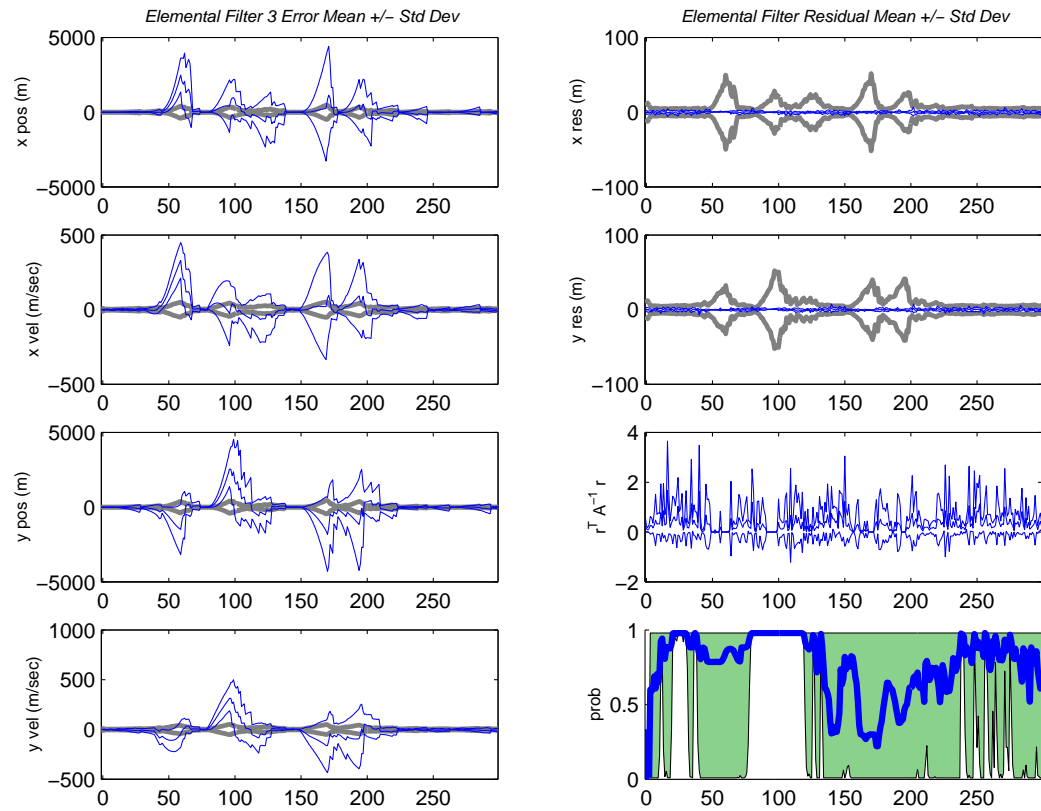 Elemental Filter 3 Error Mean +/− Std Dev
5000
0
−5000
x pos (m)
0 50 100 150 200 250
500
0
−500
x vel (m/sec)
0 50 100 150 200 250
5000
0
−5000
y pos (m)
0 50 100 150 200 250
1000
500
0
−500
y vel (m/sec)
0 50 100 150 200 250
Elemental Filter Residual Mean +/− Std Dev
100
0
−100
x res (m)
0 50 100 150 200 250
100
0
−100
y res (m)
0 50 100 150 200 250
4
2
0
−2
r^T A^−1 r
0 50 100 150 200 250
1
0.5
0
prob
0 50 100 150 200 250